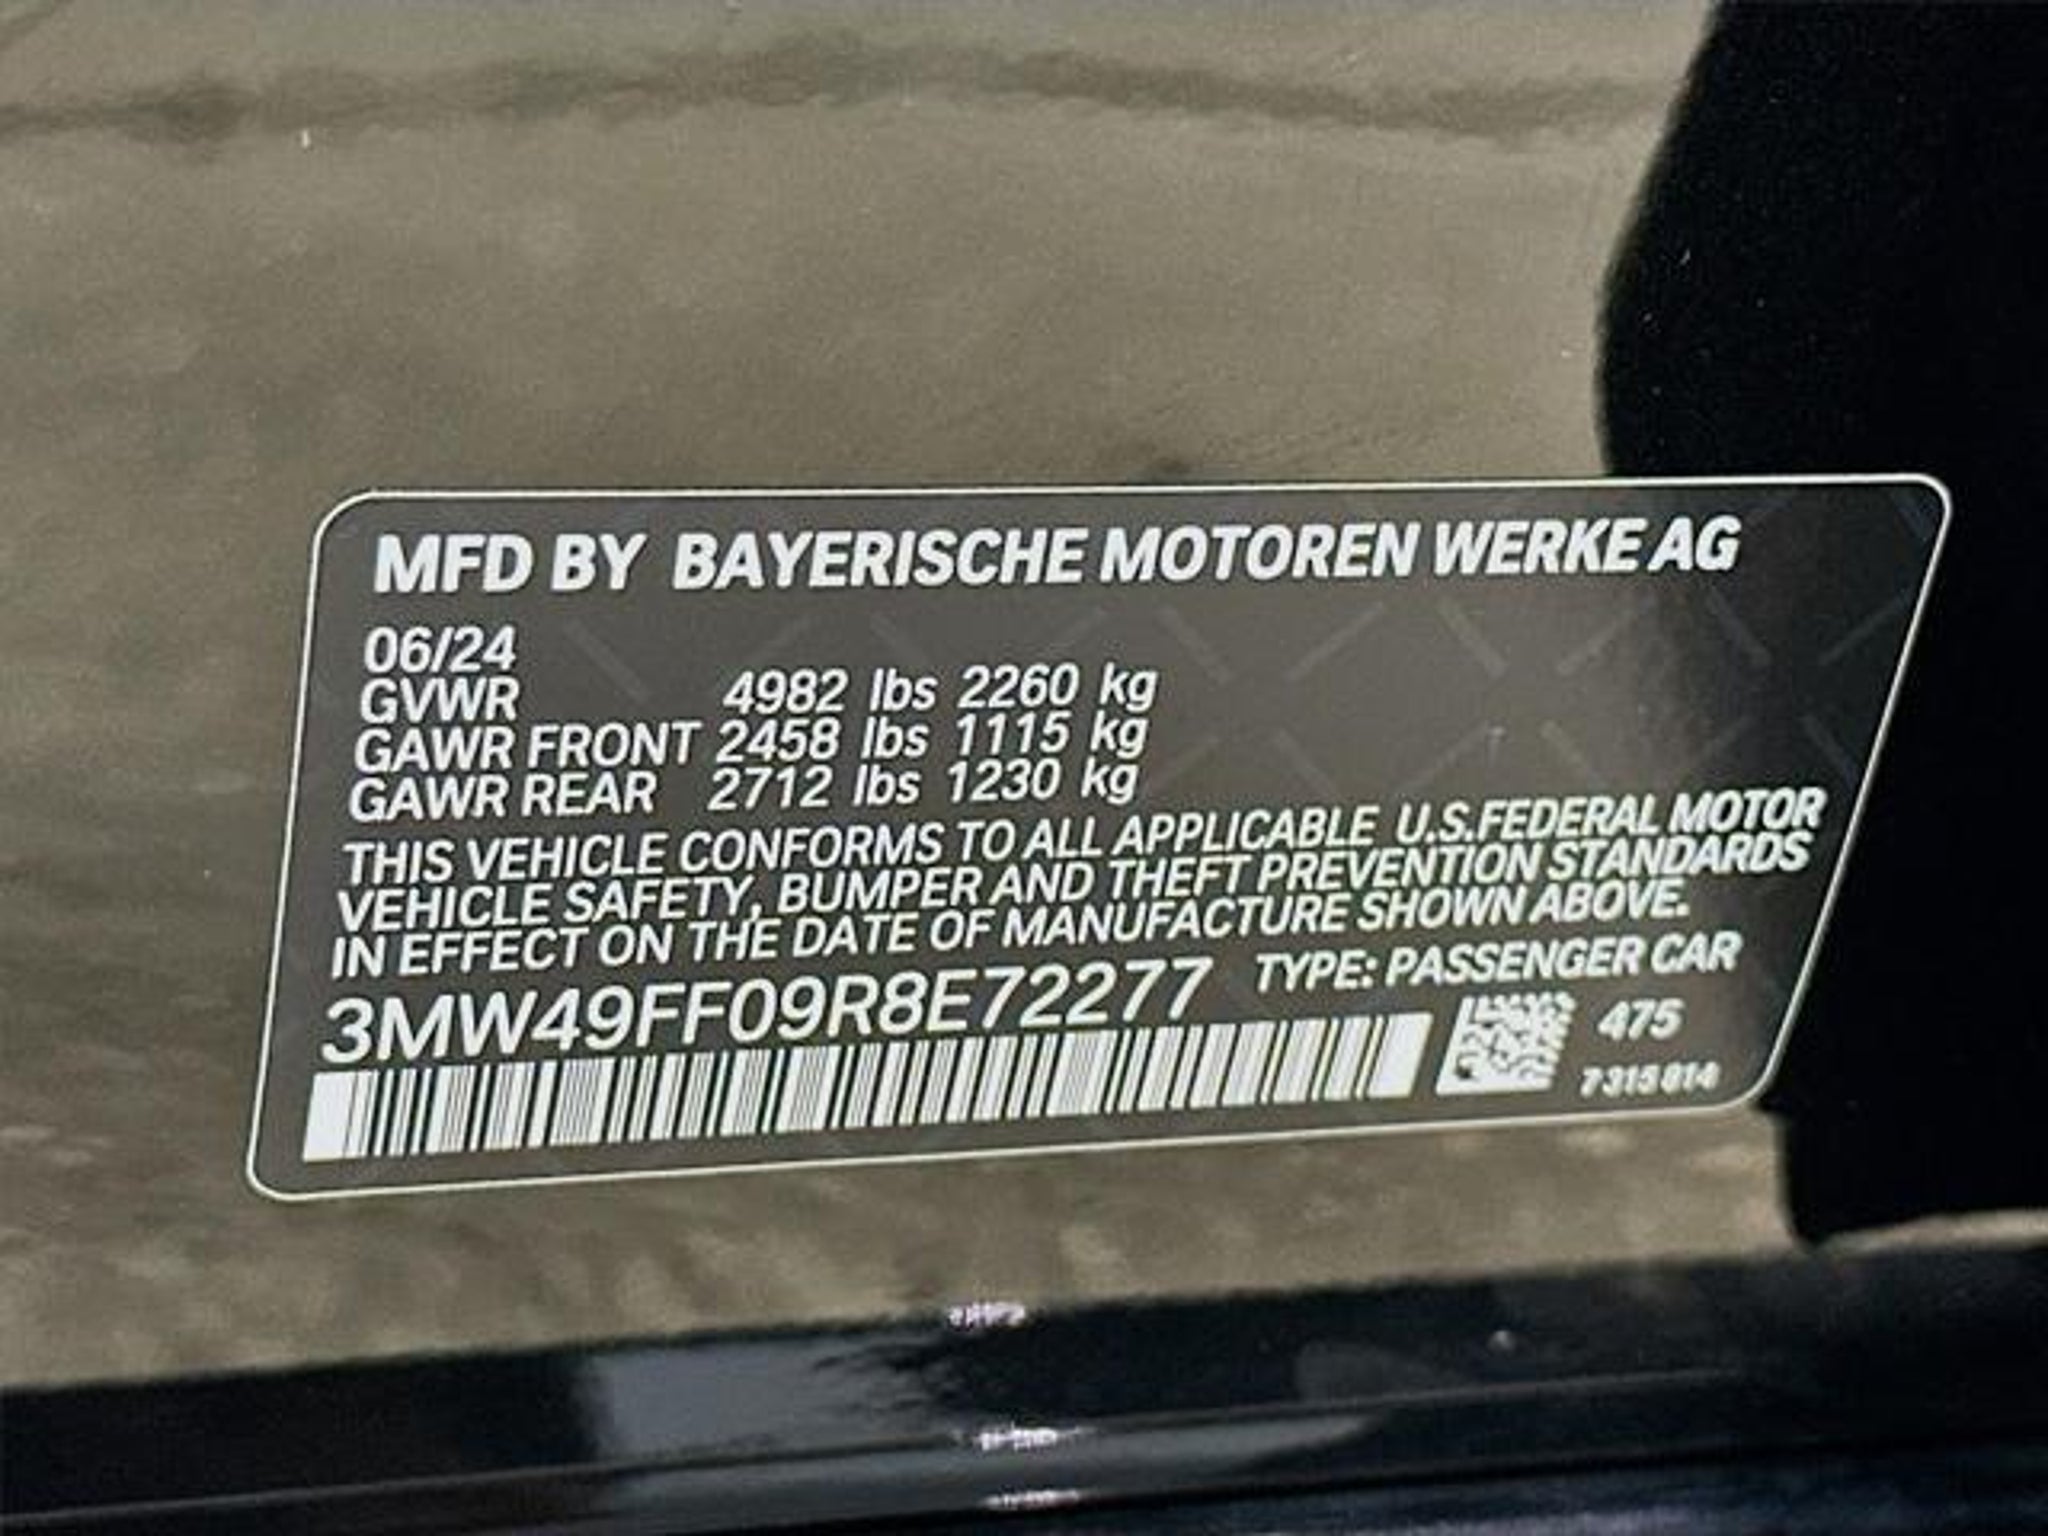 MFD BY BAYERISCHE MOTOREN WERKE AG
06/24
GVWR 4982 lbs 2260 kg
GAWR FRONT 2458 lbs 1115 kg
GAWR REAR 2712 lbs 1230 kg
THIS VEHICLE CONFORMS TO ALL APPLICABLE U.S.FEDERAL MOTOR
VEHICLE SAFETY, BUMPER AND THEFT PREVENTION STANDARDS
IN EFFECT ON THE DATE OF MANUFACTURE SHOWN ABOVE.
3MW49FF09R8E72277 TYPE: PASSENGER CAR
475
7315814